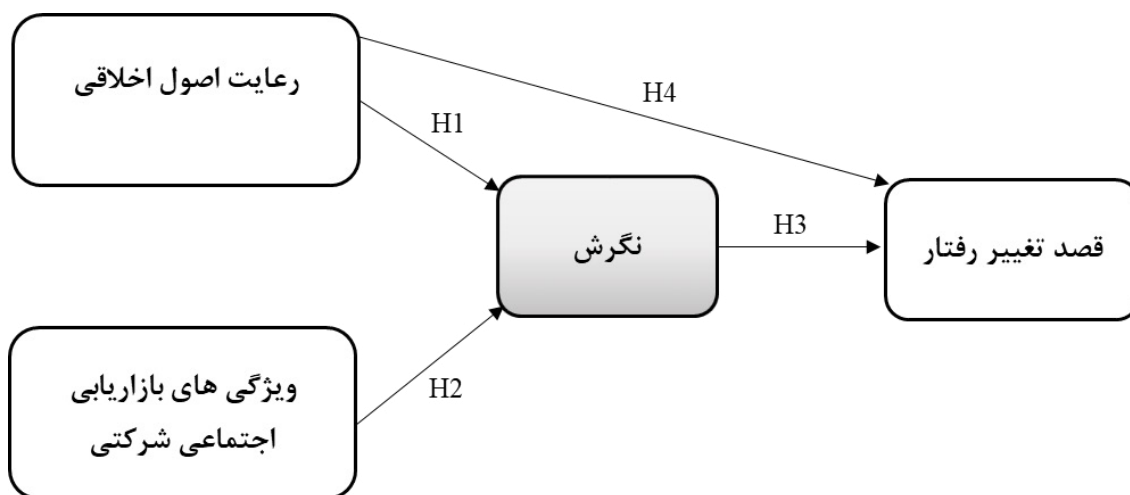 رعایت اصول اخلاقی
H4
H1
نگرش
H3
قصد تغییر رفتار
ویژگی های بازاریابی
اجتماعی شرکتی
H2